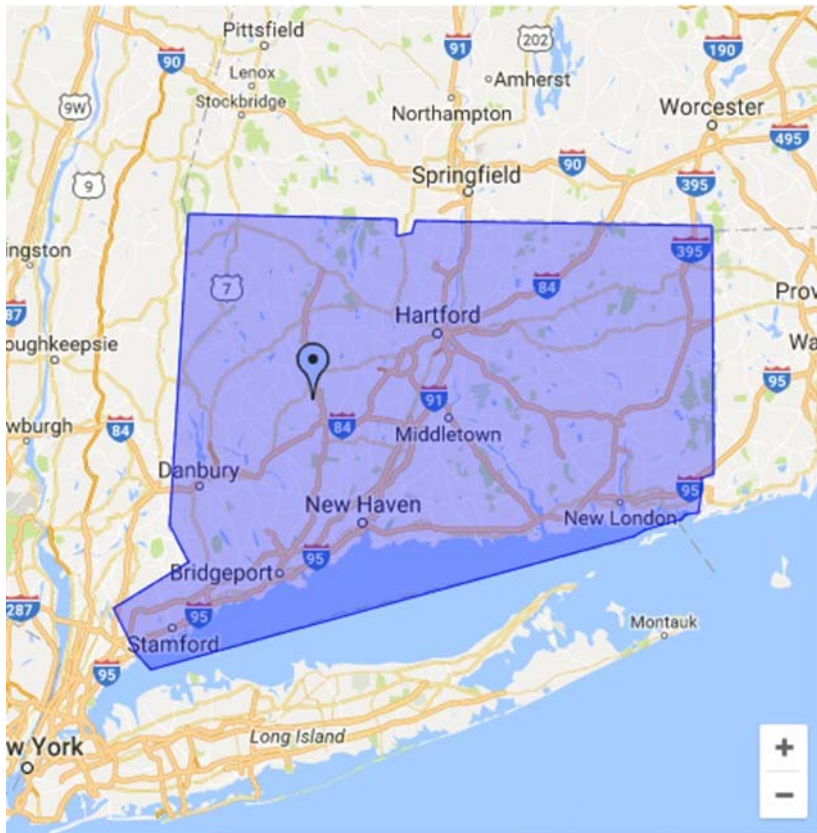 Pittsfield
91
202
90
Lenox
Amherst
190
9W
Stockbridge
Northampton
Worcester
495
9
Springfield
90
395
ington
395
7
84
87
Hartford
Prov
oughkeepsie
Wa
95
91
wburgh
84
84
Middletown
Danbury
95
New Haven
New London
95
Bridgeport
287
95
Stamford
Montauk
95
Long Island
w York
+
−